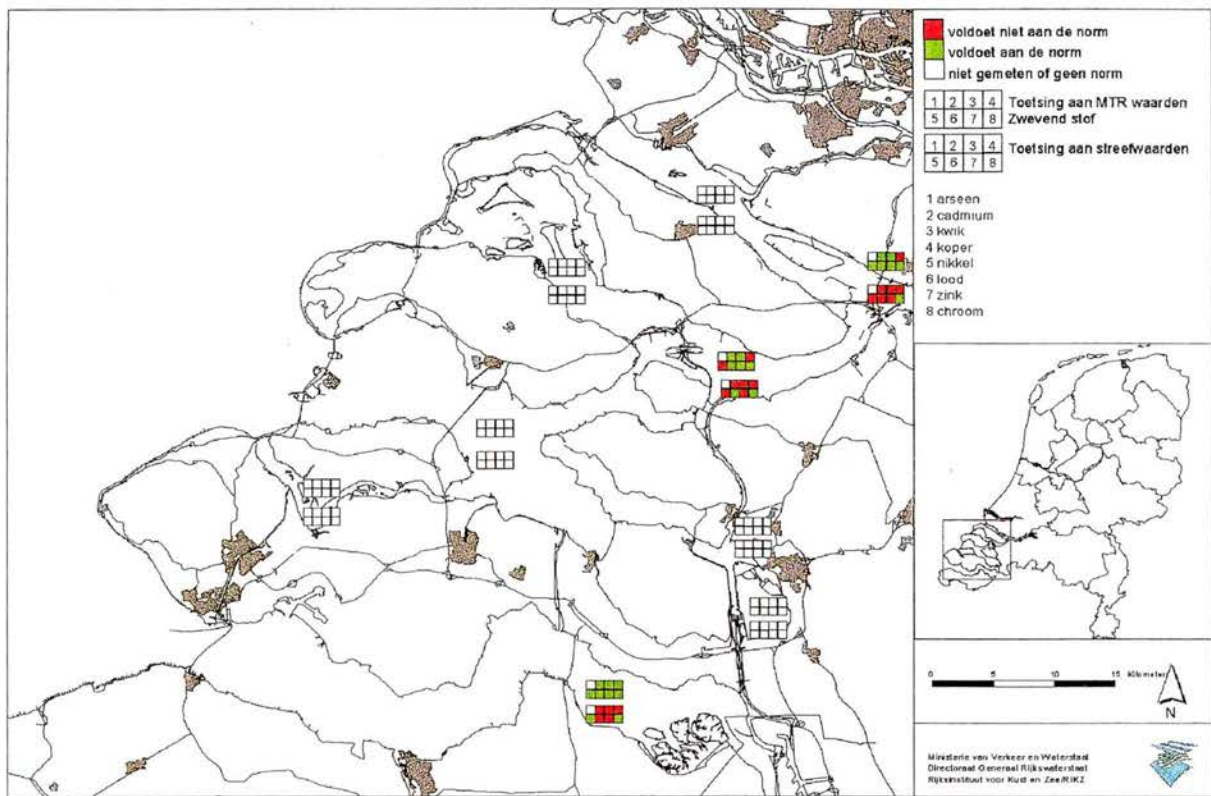 voldoet niet aan de norm
voldoet aan de norm
niet gemeten of geen norm
1 2 3 4 Toetsing aan MTR waarden
5 6 7 8 Zwevend stof
1 2 3 4 Toetsing aan streefwaarden
5 6 7 8
1 arseen
2 cadmium
3 kwik
4 koper
5 nikkel
6 lood
7 zink
8 chroom
0 5 10 15 Kilometer
N
Ministerie van Verkeer en Waterstaat
Directoraat Generaal Rijkswaterstaat
Rijksinstituut voor Kust en Zee/RIKZ